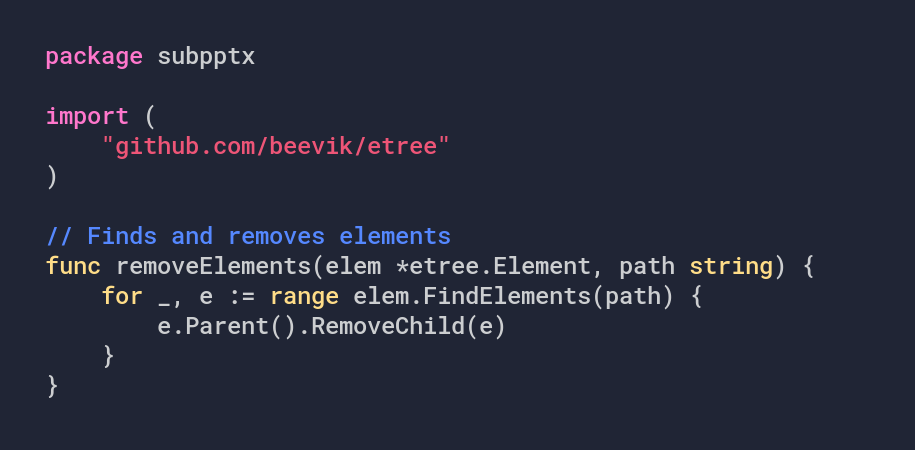 package subpptx
import (
    "github.com/beevik/etree"
)
// Finds and removes elements
func removeElements(elem *etree.Element, path string) {
    for _, e := range elem.FindElements(path) {
        e.Parent().RemoveChild(e)
    }
}